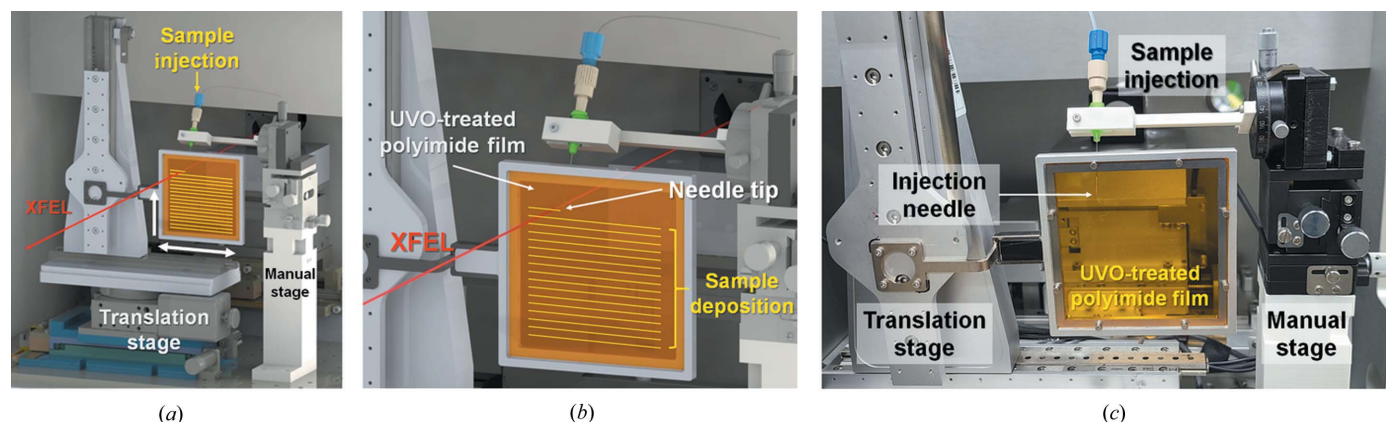 Sample
injection
XFEL
Manual
stage
Translation
stage
(a)
UVO-treated
polyimide film
Needle tip
XFEL
Sample
deposition
(b)
Sample
injection
Injection
needle
UVO-treated
polyimide film
Translation
stage
Manual
stage
(c)